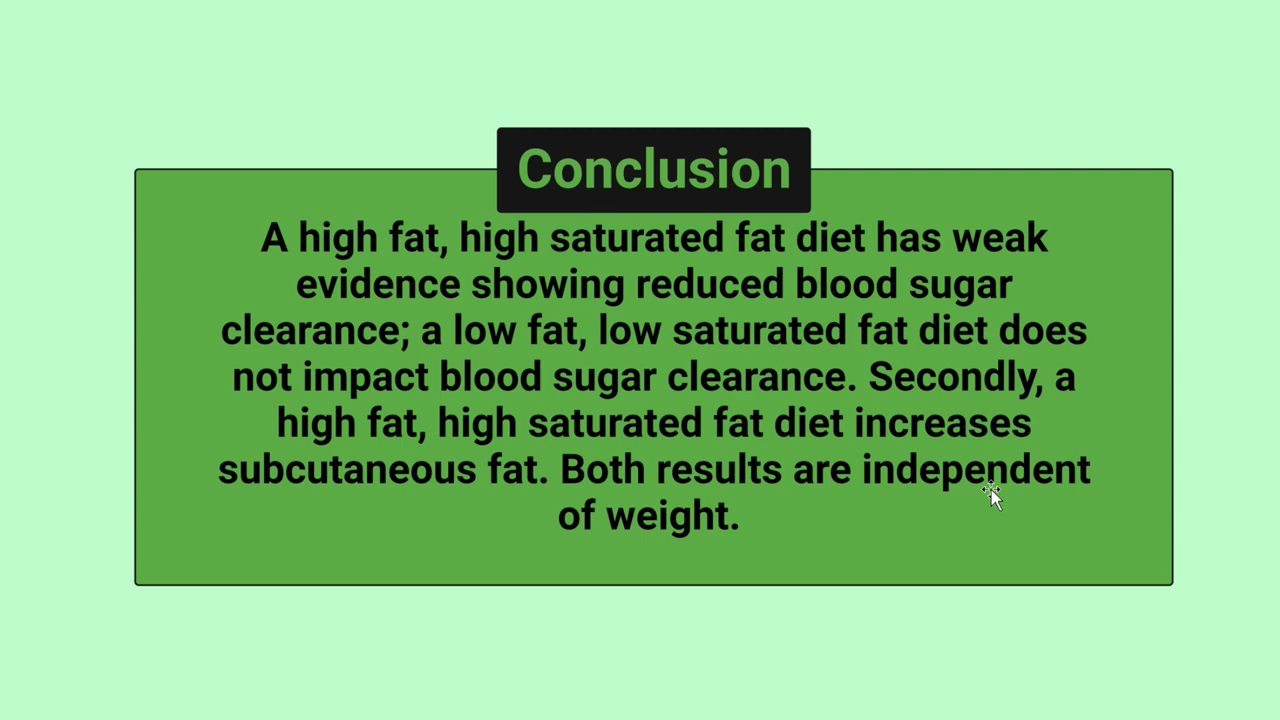 Conclusion
A high fat, high saturated fat diet has weak
evidence showing reduced blood sugar
clearance; a low fat, low saturated fat diet does
not impact blood sugar clearance. Secondly, a
high fat, high saturated fat diet increases
subcutaneous fat. Both results are independent
of weight.